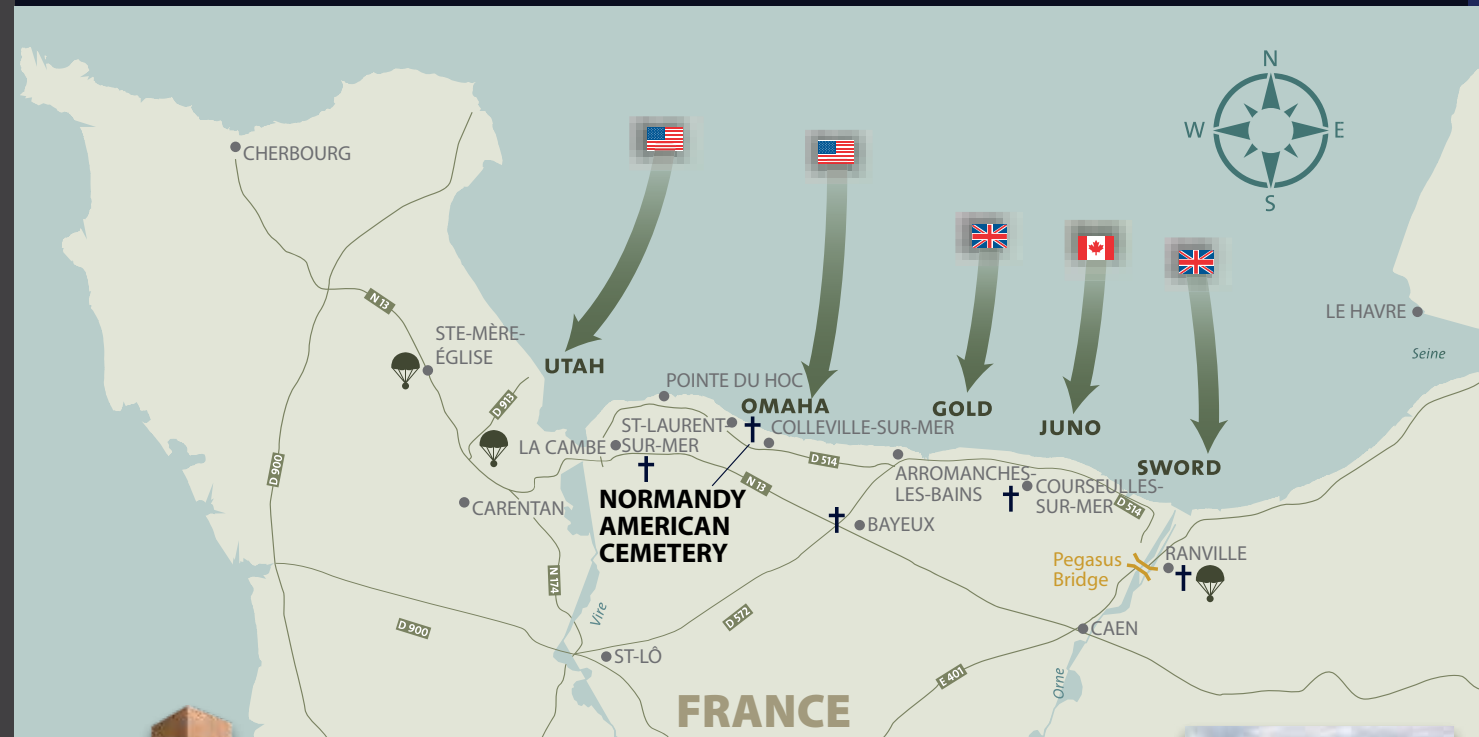 N
W
E
S
CHERBOURG
N 13
STE-MÈRE-
ÉGLISE
UTAH
D 913
POINTE DU HOC
OMAHA
GOLD
JUNO
SWORD
LE HAVRE
Seine
ST-LAURENT-
SUR-MER
COLLEVILLE-SUR-MER
LA CAMBE
D 514
D 900
N 13
ARROMANCHES-
LES-BAINS
COURSEULLES-
SUR-MER
D 514
CARENTAN
NORMANDY
AMERICAN
CEMETERY
BAYEUX
Pegasus
Bridge
RANVILLE
N 174
Vire
D 572
D 900
CAEN
ST-LÔ
E 401
Orne
FRANCE